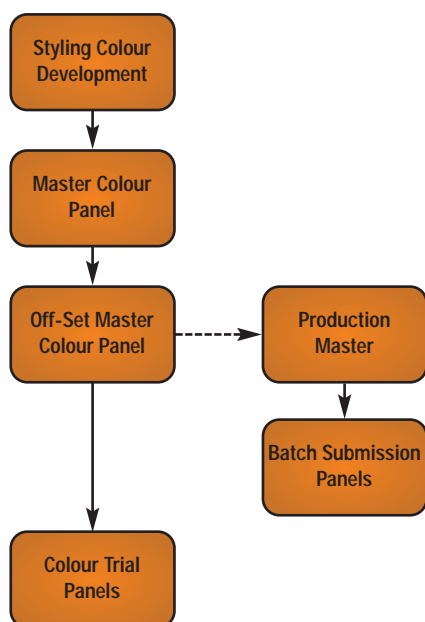 Styling Colour
Development
Master Colour
Panel
Off-Set Master
Colour Panel
Production
Master
Batch Submission
Panels
Colour Trial
Panels